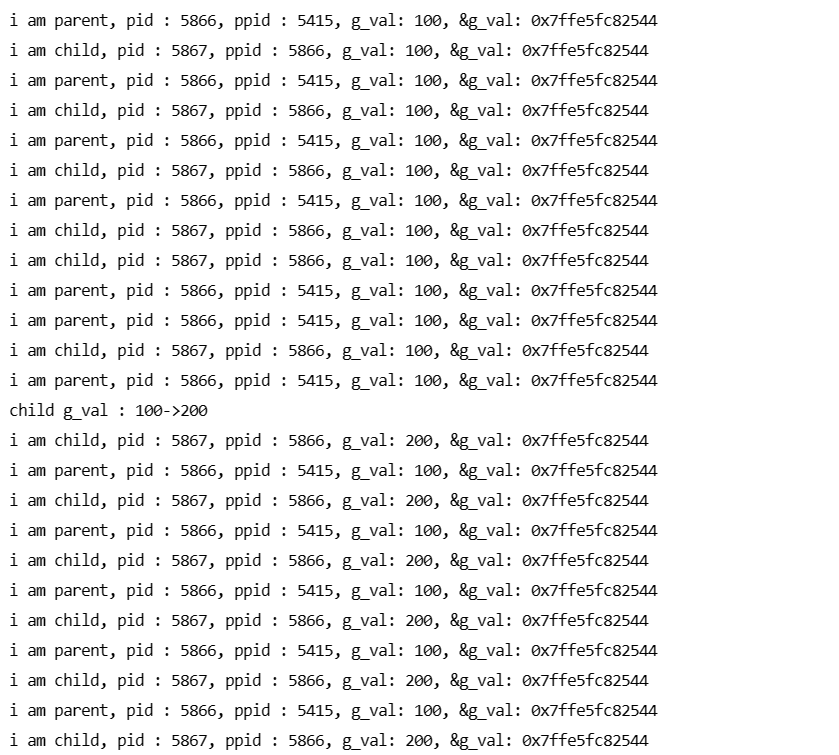 i am parent, pid : 5866, ppid : 5415, g_val: 100, &g_val: 0x7ffe5fc82544
i am child, pid : 5867, ppid : 5866, g_val: 100, &g_val: 0x7ffe5fc82544
i am parent, pid : 5866, ppid : 5415, g_val: 100, &g_val: 0x7ffe5fc82544
i am child, pid : 5867, ppid : 5866, g_val: 100, &g_val: 0x7ffe5fc82544
i am parent, pid : 5866, ppid : 5415, g_val: 100, &g_val: 0x7ffe5fc82544
i am child, pid : 5867, ppid : 5866, g_val: 100, &g_val: 0x7ffe5fc82544
i am parent, pid : 5866, ppid : 5415, g_val: 100, &g_val: 0x7ffe5fc82544
i am child, pid : 5867, ppid : 5866, g_val: 100, &g_val: 0x7ffe5fc82544
i am child, pid : 5867, ppid : 5866, g_val: 100, &g_val: 0x7ffe5fc82544
i am parent, pid : 5866, ppid : 5415, g_val: 100, &g_val: 0x7ffe5fc82544
i am parent, pid : 5866, ppid : 5415, g_val: 100, &g_val: 0x7ffe5fc82544
i am child, pid : 5867, ppid : 5866, g_val: 100, &g_val: 0x7ffe5fc82544
i am parent, pid : 5866, ppid : 5415, g_val: 100, &g_val: 0x7ffe5fc82544
child g_val : 100->200
i am child, pid : 5867, ppid : 5866, g_val: 200, &g_val: 0x7ffe5fc82544
i am parent, pid : 5866, ppid : 5415, g_val: 100, &g_val: 0x7ffe5fc82544
i am child, pid : 5867, ppid : 5866, g_val: 200, &g_val: 0x7ffe5fc82544
i am parent, pid : 5866, ppid : 5415, g_val: 100, &g_val: 0x7ffe5fc82544
i am child, pid : 5867, ppid : 5866, g_val: 200, &g_val: 0x7ffe5fc82544
i am parent, pid : 5866, ppid : 5415, g_val: 100, &g_val: 0x7ffe5fc82544
i am child, pid : 5867, ppid : 5866, g_val: 200, &g_val: 0x7ffe5fc82544
i am parent, pid : 5866, ppid : 5415, g_val: 100, &g_val: 0x7ffe5fc82544
i am child, pid : 5867, ppid : 5866, g_val: 200, &g_val: 0x7ffe5fc82544
i am parent, pid : 5866, ppid : 5415, g_val: 100, &g_val: 0x7ffe5fc82544
i am child, pid : 5867, ppid : 5866, g_val: 200, &g_val: 0x7ffe5fc82544